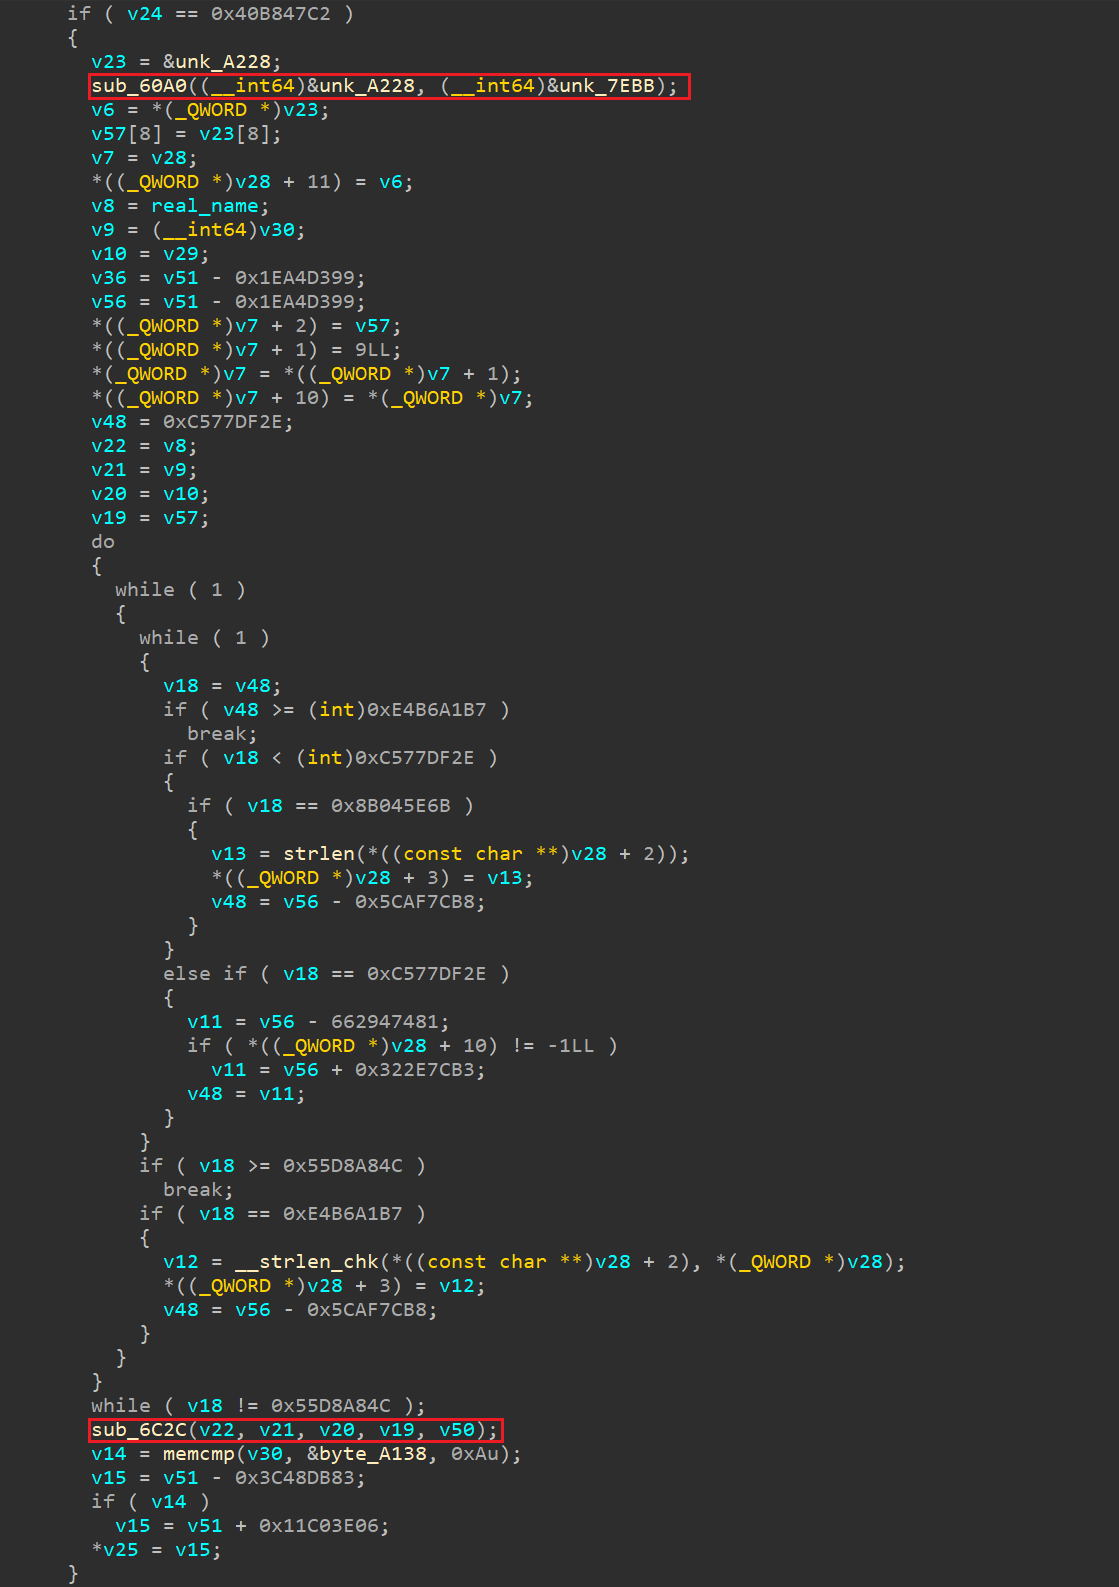 if ( v24 == 0x40B847C2 )
{
v23 = &unk_A228;
sub_60A0((__int64)&unk_A228, (__int64)&unk_7EBB);
v6 = *(_QWORD *)v23;
v57[8] = v23[8];
v7 = v28;
*((_QWORD *)v28 + 11) = v6;
v8 = real_name;
v9 = (__int64)v30;
v10 = v29;
v36 = v51 - 0x1EA4D399;
v56 = v51 - 0x1EA4D399;
*((_QWORD *)v7 + 2) = v57;
*((_QWORD *)v7 + 1) = 9LL;
*(_QWORD *)v7 = *((_QWORD *)v7 + 1);
*((_QWORD *)v7 + 10) = *(_QWORD *)v7;
v48 = 0xC577DF2E;
v22 = v8;
v21 = v9;
v20 = v10;
v19 = v57;
do
{
while ( 1 )
{
while ( 1 )
{
v18 = v48;
if ( v48 >= (int)0xE4B6A1B7 )
break;
if ( v18 < (int)0xC577DF2E )
{
if ( v18 == 0x8B045E6B )
{
v13 = strlen(*((const char **)v28 + 2));
*((_QWORD *)v28 + 3) = v13;
v48 = v56 - 0x5CAF7CB8;
}
}
else if ( v18 == 0xC577DF2E )
{
v11 = v56 - 662947481;
if ( *((_QWORD *)v28 + 10) != -1LL )
v11 = v56 + 0x322E7CB3;
v48 = v11;
}
}
if ( v18 >= 0x55D8A84C )
break;
if ( v18 == 0xE4B6A1B7 )
{
v12 = __strlen_chk(*((const char **)v28 + 2), *(_QWORD *)v28);
*((_QWORD *)v28 + 3) = v12;
v48 = v56 - 0x5CAF7CB8;
}
}
}
while ( v18 != 0x55D8A84C );
sub_6C2C(v22, v21, v20, v19, v50);
v14 = memcmp(v30, &byte_A138, 0xAu);
v15 = v51 - 0x3C48DB83;
if ( v14 )
v15 = v51 + 0x11C03E06;
*v25 = v15;
}